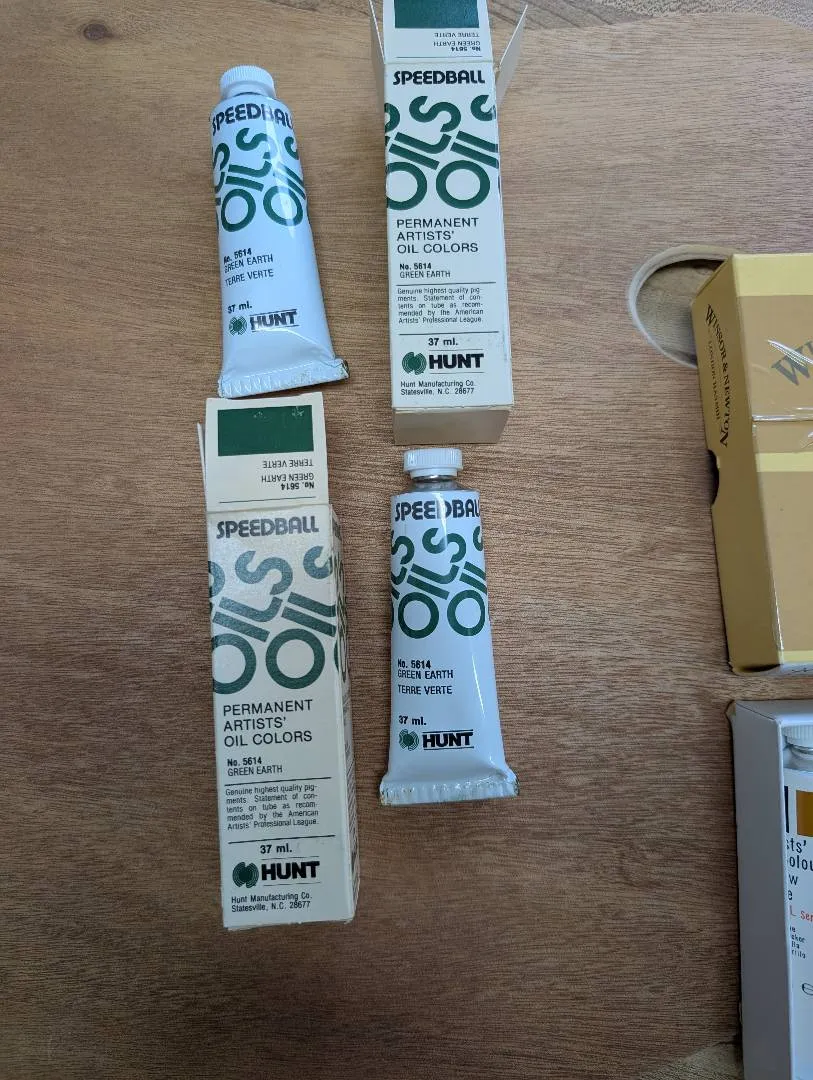 SPEEDBALL
OILS OILS
No. 5614
GREEN EARTH
TERRE VERTE
37 ml.
HUNT
No. 5614
GREEN EARTH
TERRE VERTE
SPEEDBALL
OILS OILS
PERMANENT
ARTISTS'
OIL COLORS
No. 5614
GREEN EARTH
Genuine highest quality pig-
ments. Statement of con-
tents on tube as recom-
mended by the American
Artists' Professional League.
37 ml.
HUNT
Hunt Manufacturing Co.
Statesville, N.C. 28677
No. 5614
GREEN EARTH
TERRE VERTE
SPEEDBALL
OILS OILS
PERMANENT
ARTISTS'
OIL COLORS
No. 5614
GREEN EARTH
Genuine highest quality pig-
ments. Statement of con-
tents on tube as recom-
mended by the American
Artists' Professional League.
37 ml.
HUNT
Hunt Manufacturing Co.
Statesville, N.C. 28677
SPEEDBALL
OILS OILS
No. 5614
GREEN EARTH
TERRE VERTE
37 ml.
HUNT
WINSOR & NEWTON